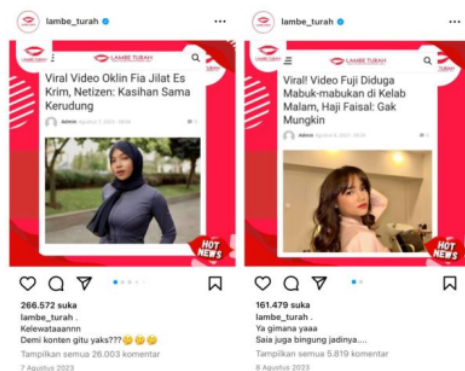 lambe_turah
LAMBE TURAH
Viral Video Oklin Fia Jilat Es
Krim, Netizen: Kasihan Sama
Kerudung
Admin
HOT
NEWS
266.572 suka
lambe_turah .
Kelewataaannn
Demi konten gitu yaks???
Tampilkan semua 26.003 komentar
7 Agustus 2023
lambe_turah
LAMBE TURAH
Viral! Video Fuji Diduga
Mabuk-mabukan di Kelab
Malam, Haji Faisal: Gak
Mungkin
Admin
HOT
NEWS
161.479 suka
lambe_turah .
Ya gimana yaaa
Saia juga bingung jadinya....
Tampilkan semua 5.819 komentar
8 Agustus 2023